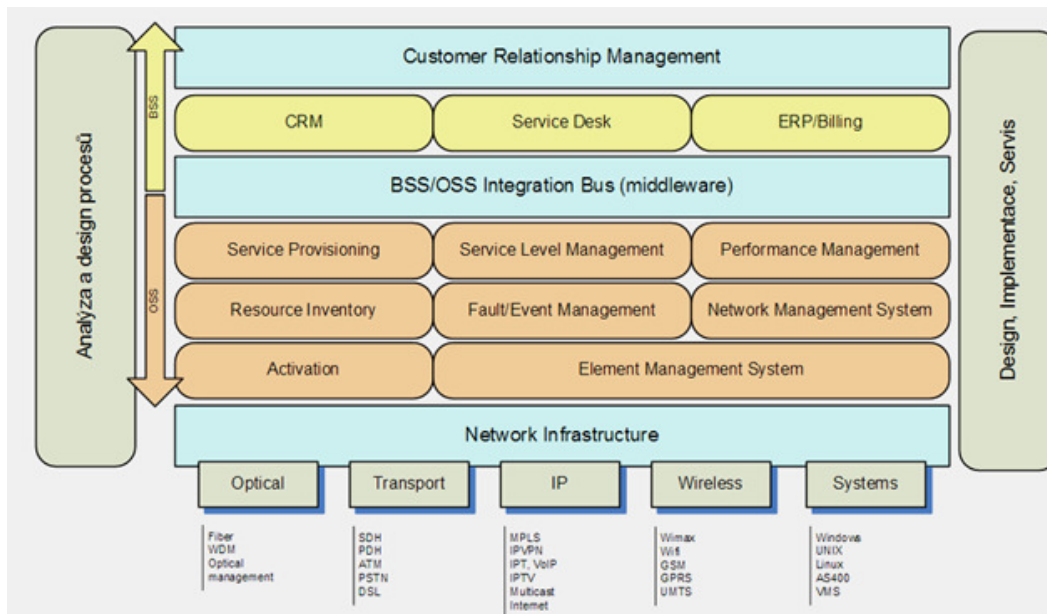 Customer Relationship Management
BSS
CRM
Service Desk
ERP/Billing
BSS/OSS Integration Bus (middleware)
Analýza a design procesů
Design, Implementace, Servis
OSS
Service Provisioning
Service Level Management
Performance Management
Resource Inventory
Fault/Event Management
Network Management System
Activation
Element Management System
Network Infrastructure
Optical
Transport
IP
Wireless
Systems
Fiber
WDM
Optical
management
SDH
PDH
ATM
PSTN
DSL
MPLS
IPVPN
IPT, VoIP
IPTV
Multicast
Internet
Wimax
Wifi
GSM
GPRS
UMTS
Windows
UNIX
Linux
AS400
VMS